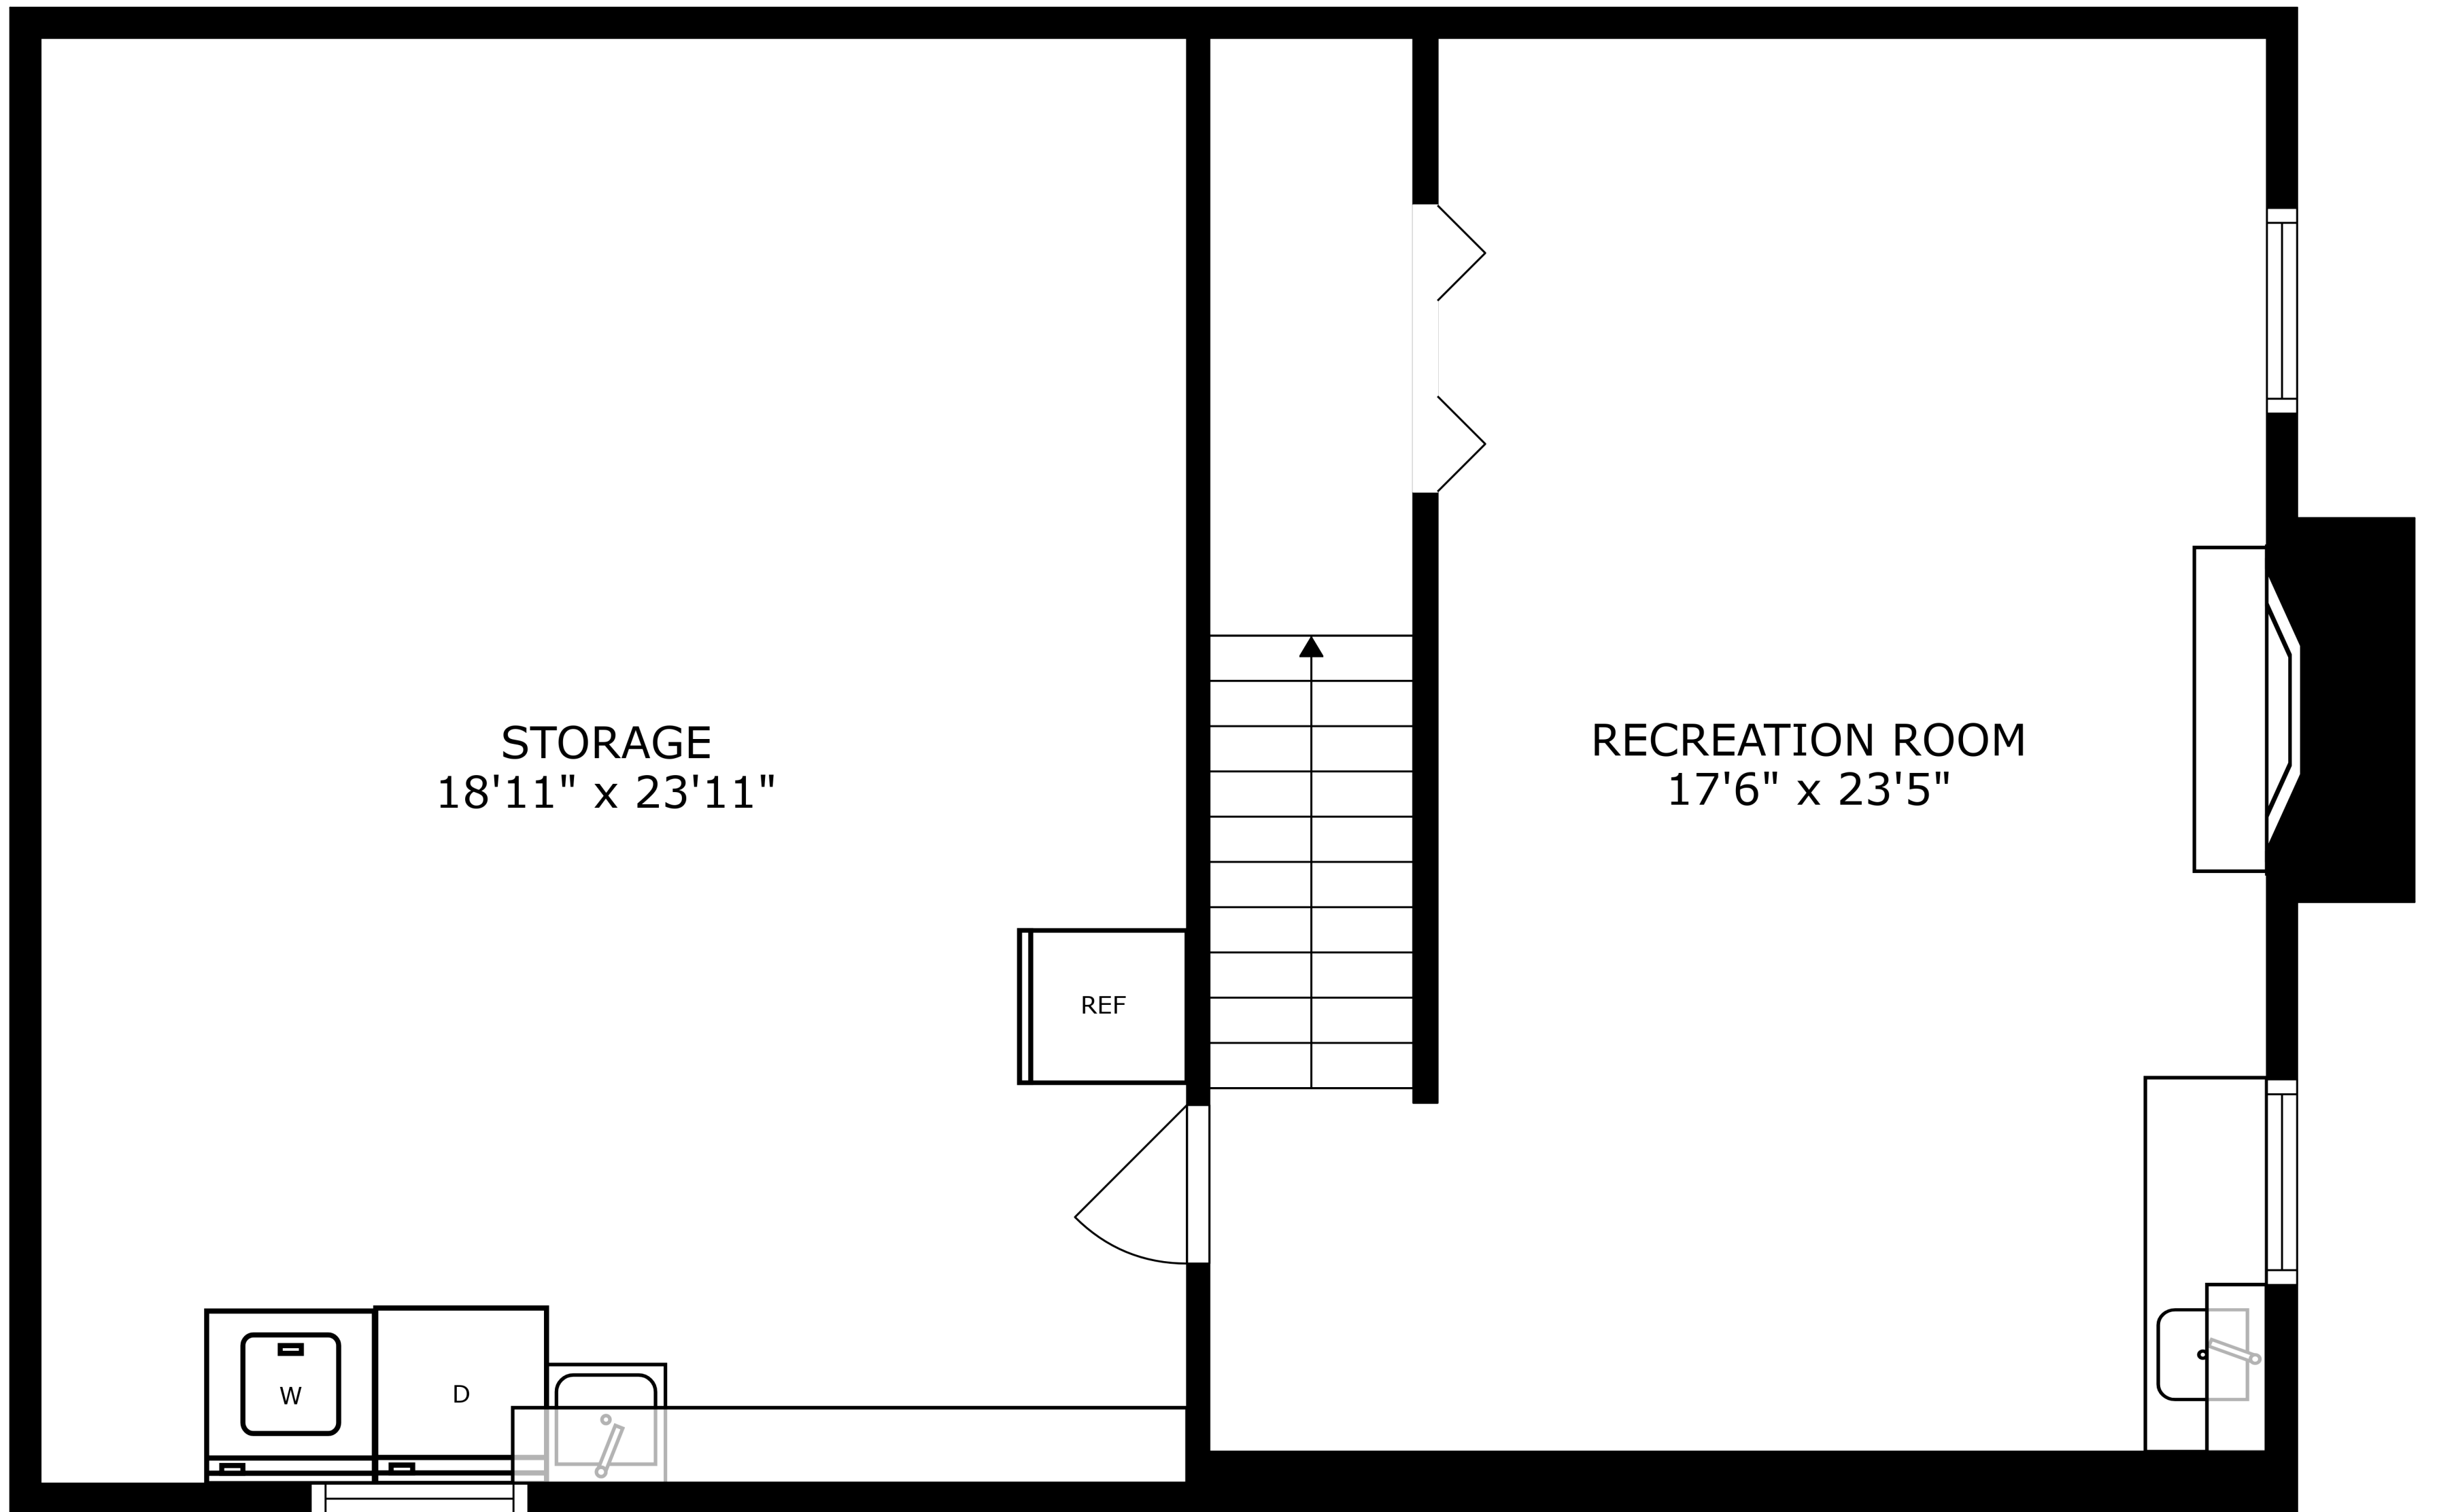 STORAGE
18'11" x 23'11"
RECREATION ROOM
17'6" x 23'5"
REF
W
D